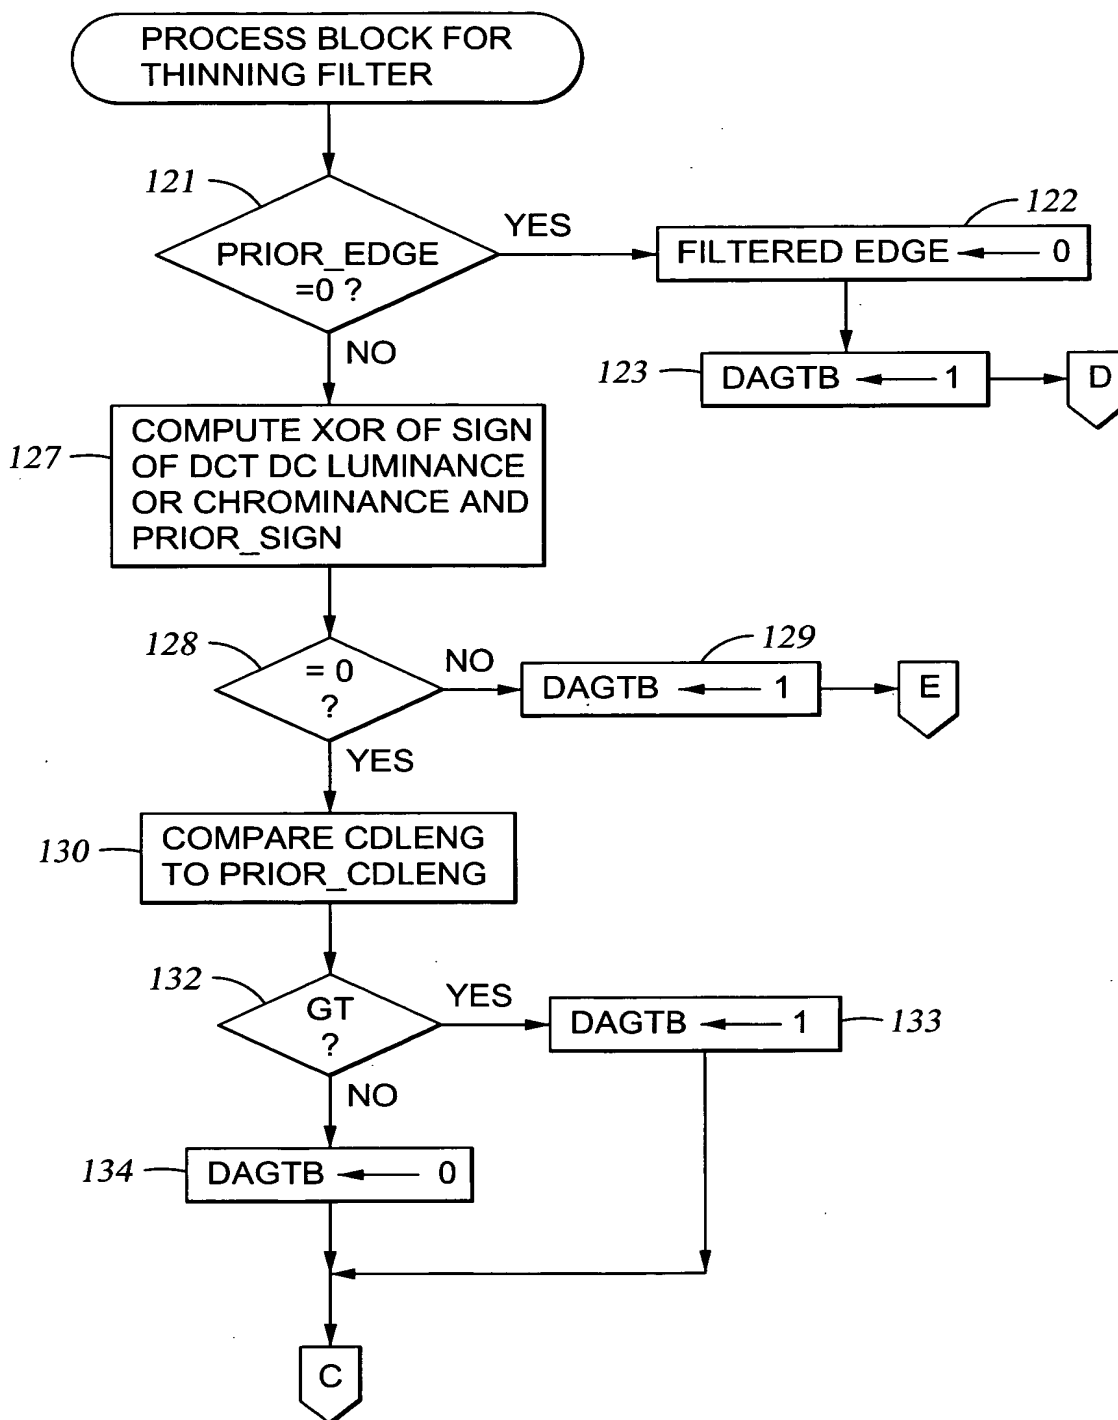 PROCESS BLOCK FOR
THINNING FILTER
121
PRIOR_EDGE
=0 ?
YES
122
FILTERED EDGE ← 0
NO
123
DAGTB ← 1
D
127
COMPUTE XOR OF SIGN
OF DCT DC LUMINANCE
OR CHROMINANCE AND
PRIOR_SIGN
128
= 0
?
NO
129
DAGTB ← 1
E
YES
130
COMPARE CDLENG
TO PRIOR_CDLENG
132
GT
?
YES
DAGTB ← 1
133
NO
134
DAGTB ← 0
C